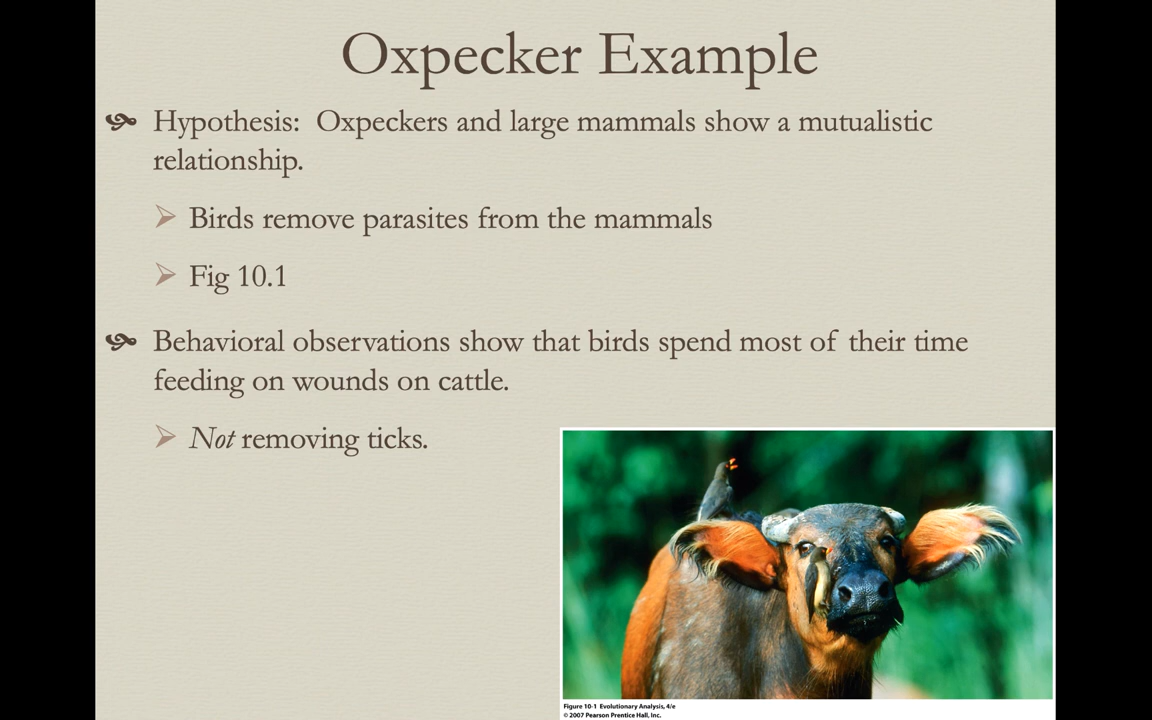 Oxpecker Example
Hypothesis: Oxpeckers and large mammals show a mutualistic
relationship.
Birds remove parasites from the mammals
Fig 10.1
Behavioral observations show that birds spend most of their time
feeding on wounds on cattle.
Not removing ticks.
Figure 10-1 Evolutionary Analysis, 4/e
© 2007 Pearson Prentice Hall, Inc.